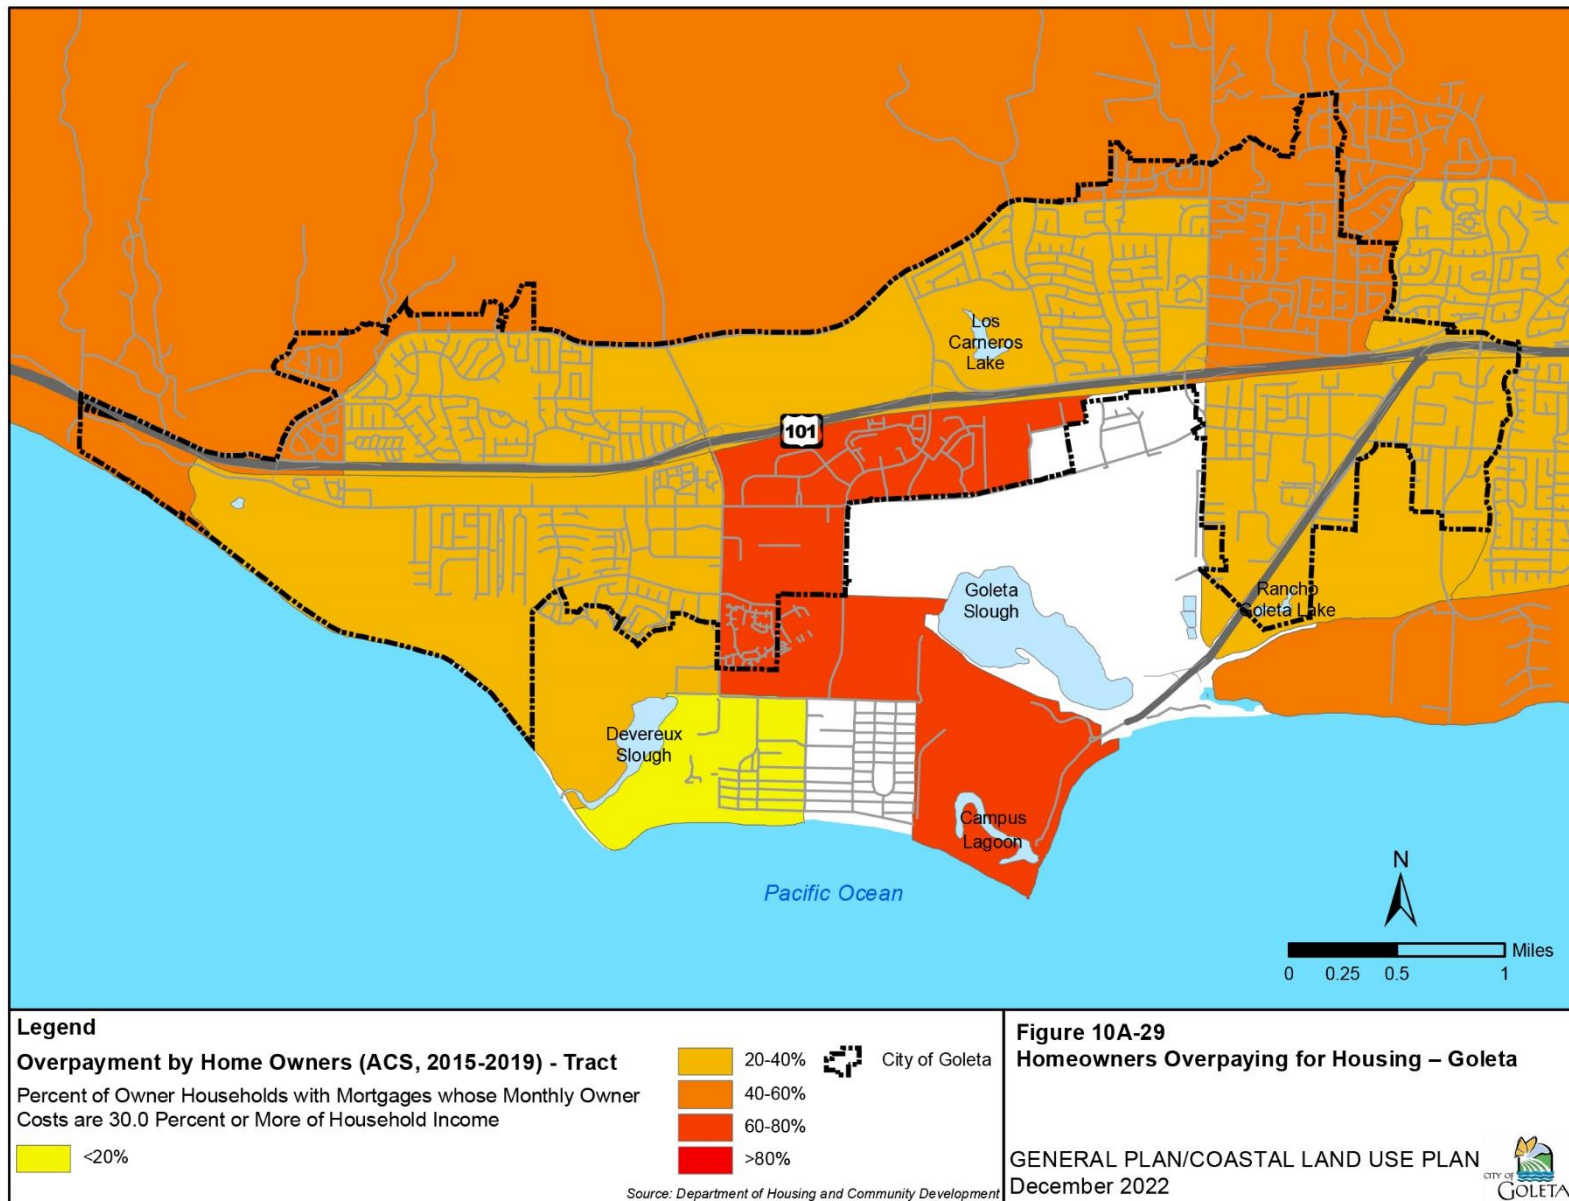 Los
Carneros
Lake
101
Goleta
Slough
Rancho
Goleta Lake
Devereux
Slough
Campus
Lagoon
Pacific Ocean
N
Miles
0 0.25 0.5 1
Legend
Overpayment by Home Owners (ACS, 2015-2019) - Tract
Percent of Owner Households with Mortgages whose Monthly Owner
Costs are 30.0 Percent or More of Household Income
<20%
20-40%
40-60%
60-80%
>80%
City of Goleta
Source: Department of Housing and Community Development
Figure 10A-29
Homeowners Overpaying for Housing – Goleta
GENERAL PLAN/COASTAL LAND USE PLAN
December 2022
CITY OF
GOLETA